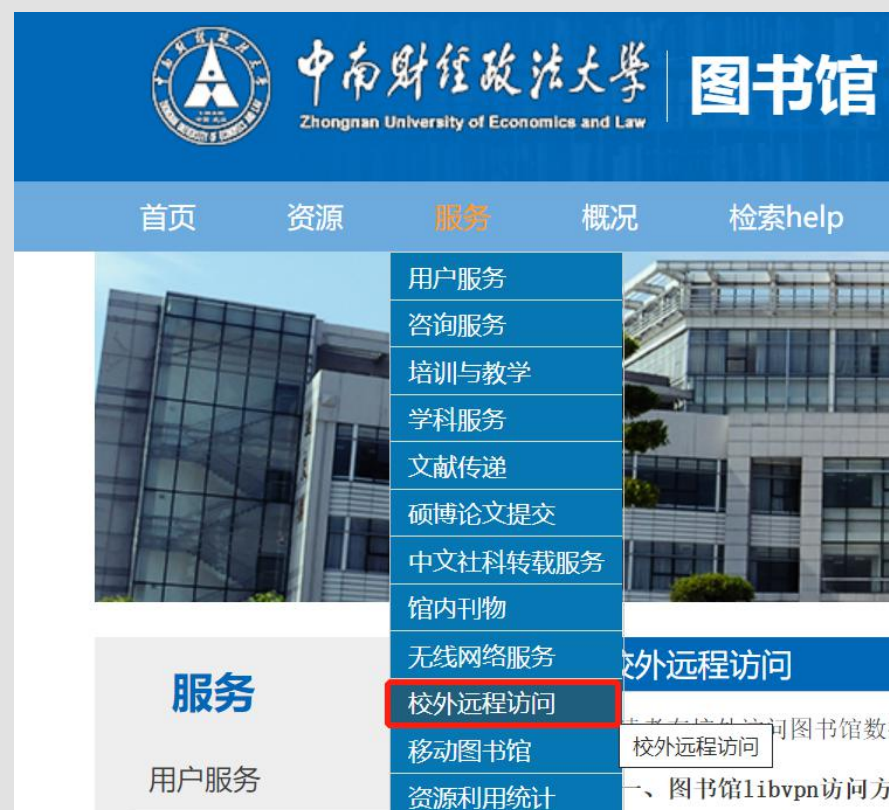 中南财经政法大学
图书馆
Zhongnan University of Economics and Law
首页 资源 服务 概况 检索help
用户服务
咨询服务
培训与教学
学科服务
文献传递
硕博论文提交
中文社科转载服务
馆内刊物
无线网络服务
校外远程访问
移动图书馆
资源利用统计
服务
用户服务
校外远程访问
问图书馆数
校外远程访问
一、图书馆libvpn访问方